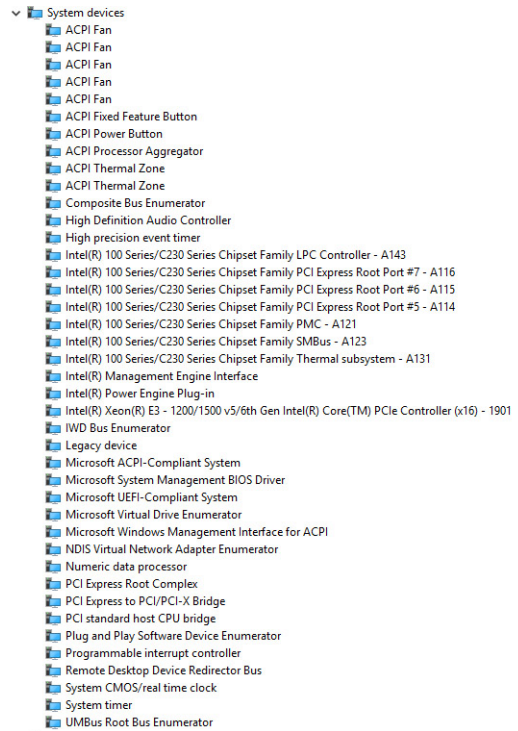 System devices
ACPI Fan
ACPI Fan
ACPI Fan
ACPI Fan
ACPI Fan
ACPI Fixed Feature Button
ACPI Power Button
ACPI Processor Aggregator
ACPI Thermal Zone
ACPI Thermal Zone
Composite Bus Enumerator
High Definition Audio Controller
High precision event timer
Intel(R) 100 Series/C230 Series Chipset Family LPC Controller - A143
Intel(R) 100 Series/C230 Series Chipset Family PCI Express Root Port #7 - A116
Intel(R) 100 Series/C230 Series Chipset Family PCI Express Root Port #6 - A115
Intel(R) 100 Series/C230 Series Chipset Family PCI Express Root Port #5 - A114
Intel(R) 100 Series/C230 Series Chipset Family PMC - A121
Intel(R) 100 Series/C230 Series Chipset Family SMBus - A123
Intel(R) 100 Series/C230 Series Chipset Family Thermal subsystem - A131
Intel(R) Management Engine Interface
Intel(R) Power Engine Plug-in
Intel(R) Xeon(R) E3 - 1200/1500 v5/6th Gen Intel(R) Core(TM) PCIe Controller (x16) - 1901
IWD Bus Enumerator
Legacy device
Microsoft ACPI-Compliant System
Microsoft System Management BIOS Driver
Microsoft UEFI-Compliant System
Microsoft Virtual Drive Enumerator
Microsoft Windows Management Interface for ACPI
NDIS Virtual Network Adapter Enumerator
Numeric data processor
PCI Express Root Complex
PCI Express to PCI/PCI-X Bridge
PCI standard host CPU bridge
Plug and Play Software Device Enumerator
Programmable interrupt controller
Remote Desktop Device Redirector Bus
System CMOS/real time clock
System timer
UMBus Root Bus Enumerator